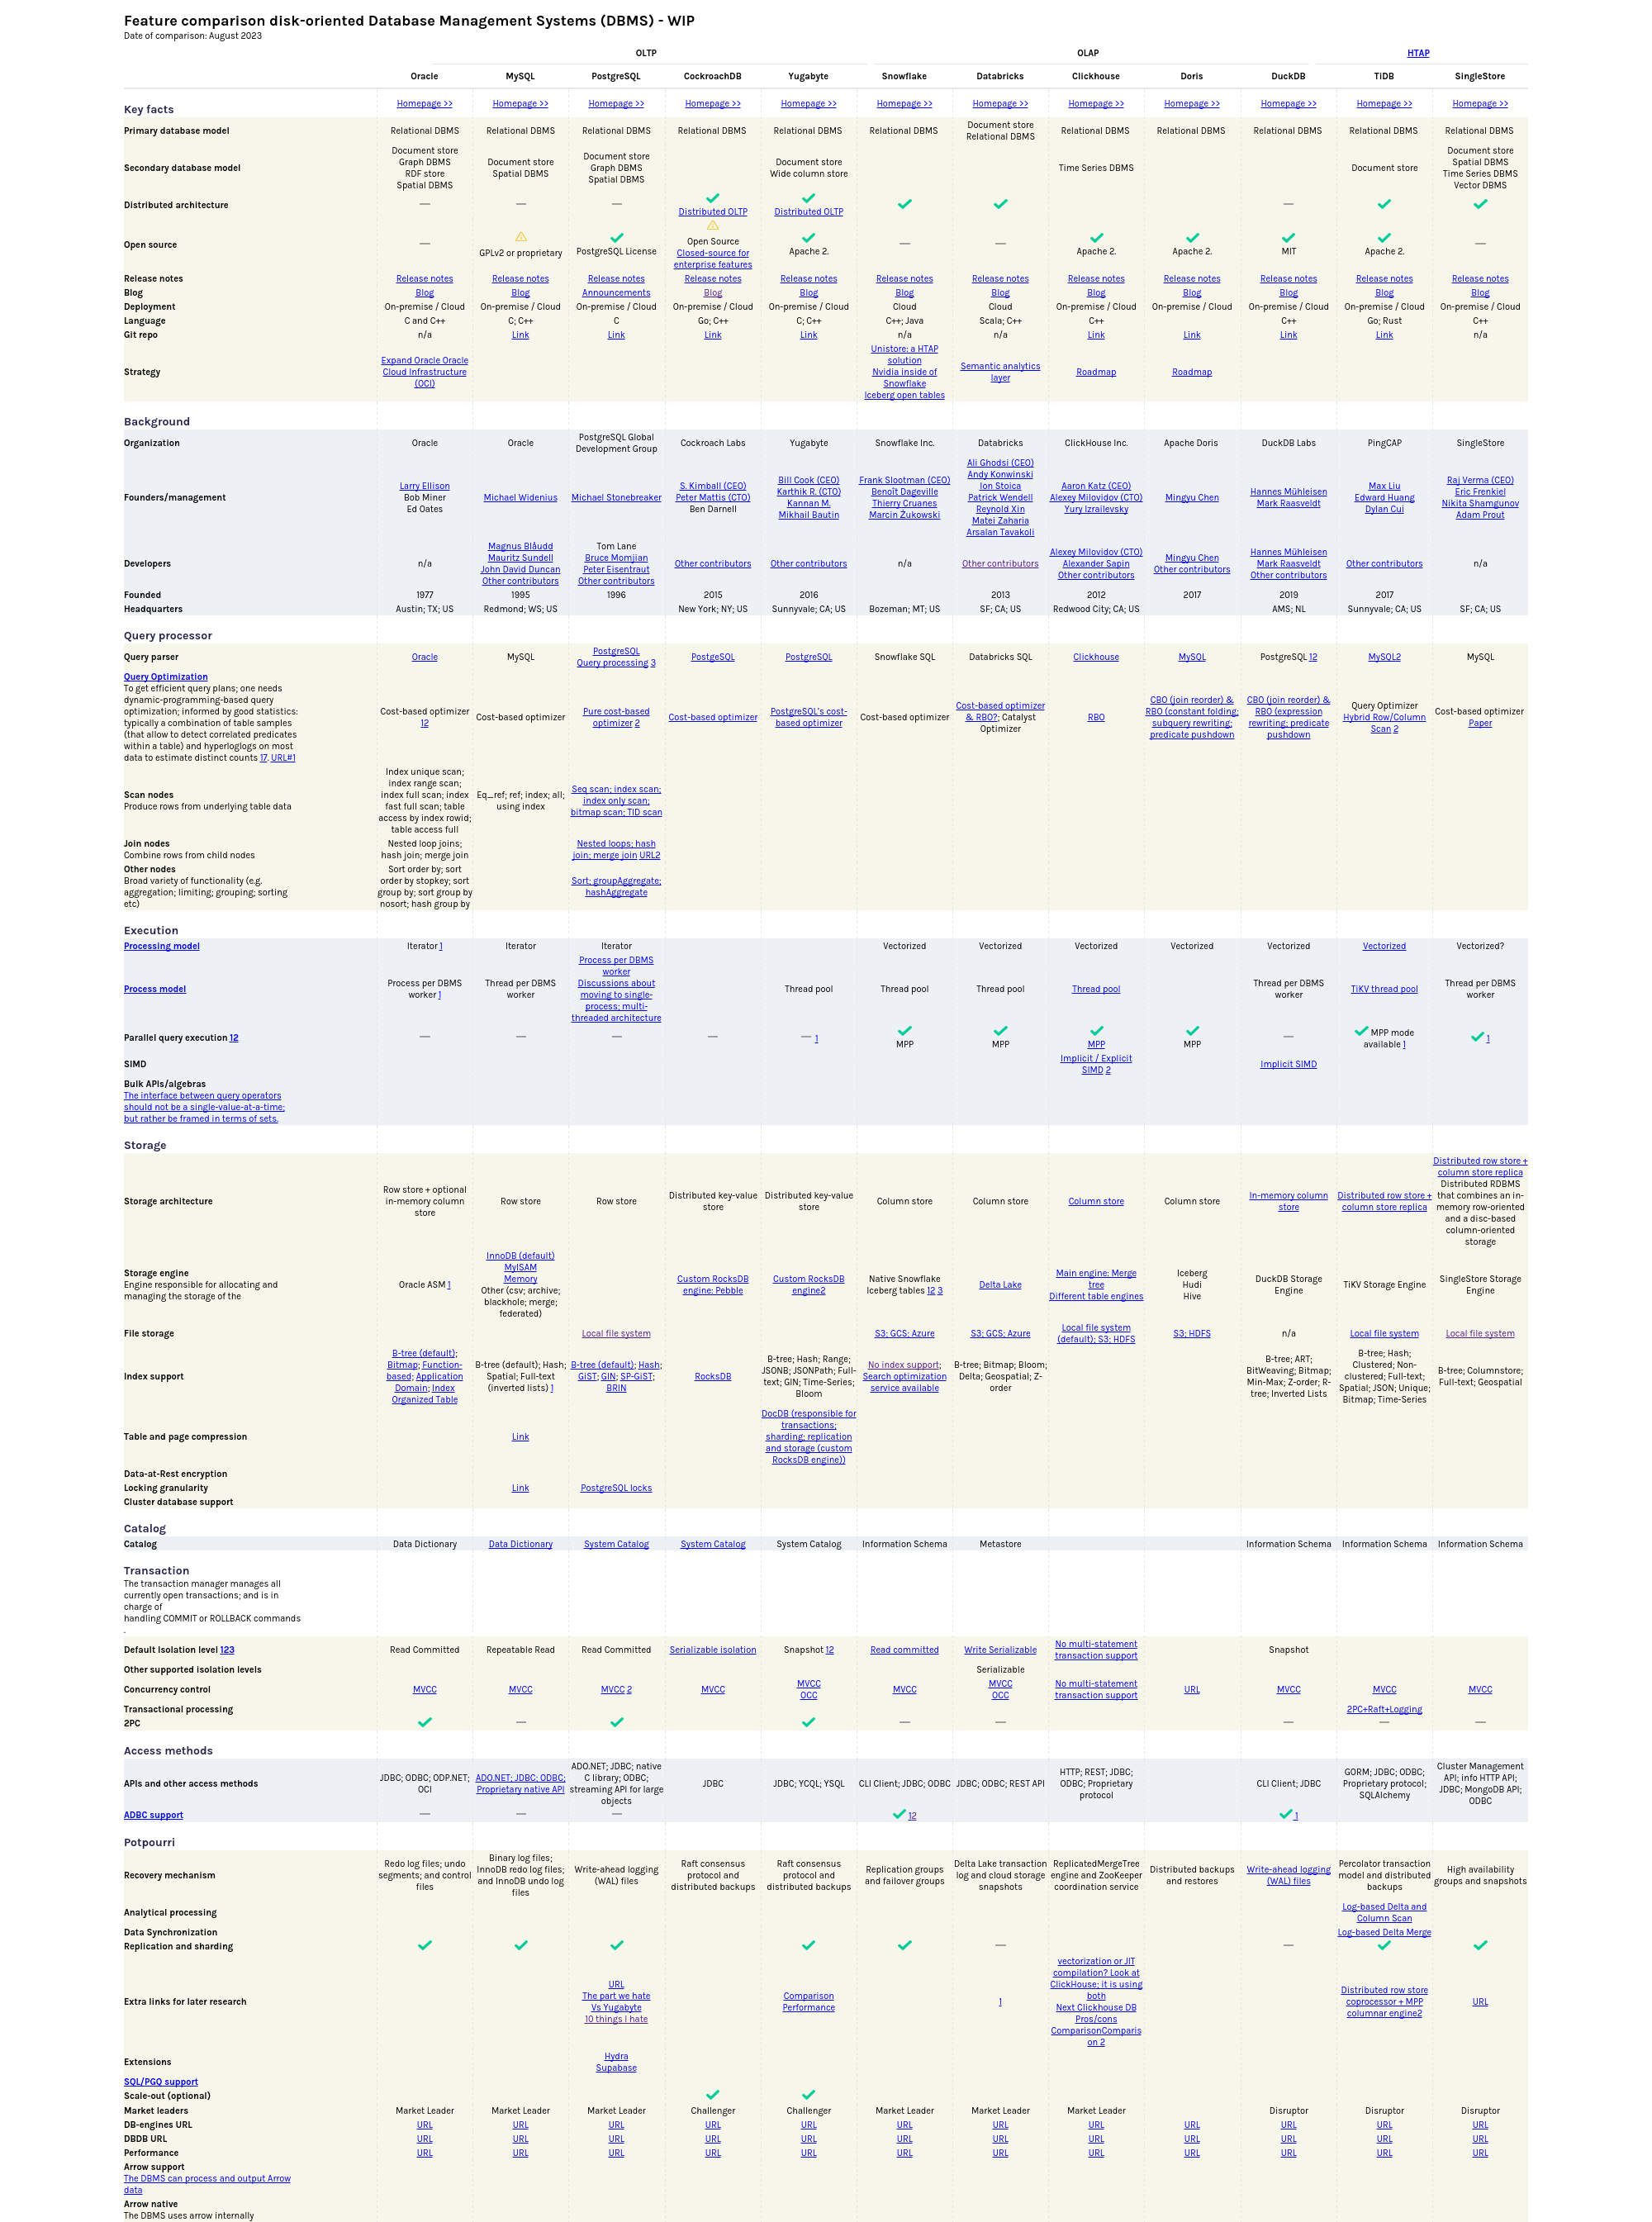 Feature comparison disk-oriented Database Management Systems (DBMS) - WIP
Date of comparison: August 2023
OLTP OLAP HTAP
Oracle MySQL PostgreSQL CockroachDB Yugabyte Snowflake Databricks Clickhouse Doris DuckDB TiDB SingleStore
Key facts Homepage >> Homepage >> Homepage >> Homepage >> Homepage >> Homepage >> Homepage >> Homepage >> Homepage >> Homepage >> Homepage >> Homepage >>
Primary database model Relational DBMS Relational DBMS Relational DBMS Relational DBMS Relational DBMS Relational DBMS Document store Relational DBMS Relational DBMS Relational DBMS Relational DBMS Relational DBMS Relational DBMS
Secondary database model Document store Graph DBMS RDF store Spatial DBMS Document store Spatial DBMS Document store Graph DBMS Spatial DBMS Document store Wide column store Time Series DBMS Document store Document store Spatial DBMS Time Series DBMS Vector DBMS
Distributed architecture — — — ✔ Distributed OLTP ✔ Distributed OLTP ✔ ✔ — ✔ ✔
Open source — ⚠ GPLv2 or proprietary ✔ PostgreSQL License ⚠ Open Source Closed-source for enterprise features ✔ Apache 2. — — ✔ Apache 2. ✔ Apache 2. ✔ MIT ✔ Apache 2. —
Release notes Release notes Release notes Release notes Release notes Release notes Release notes Release notes Release notes Release notes Release notes Release notes Release notes
Blog Blog Blog Announcements Blog Blog Blog Blog Blog Blog Blog Blog Blog
Deployment On-premise / Cloud On-premise / Cloud On-premise / Cloud On-premise / Cloud On-premise / Cloud Cloud Cloud On-premise / Cloud On-premise / Cloud On-premise / Cloud On-premise / Cloud On-premise / Cloud
Language C and C++ C; C++ C Go; C++ C; C++ C++; Java Scala; C++ C++ C++ Go; Rust C++
Git repo n/a Link Link Link Link n/a n/a Link Link Link Link n/a
Strategy Expand Oracle Oracle Cloud Infrastructure (OCI) Unistore: a HTAP solution Nvidia inside of Snowflake Iceberg open tables Semantic analytics layer Roadmap Roadmap
Background
Organization Oracle Oracle PostgreSQL Global Development Group Cockroach Labs Yugabyte Snowflake Inc. Databricks ClickHouse Inc. Apache Doris DuckDB Labs PingCAP SingleStore
Founders/management Larry Ellison Bob Miner Ed Oates Michael Widenius Michael Stonebreaker S. Kimball (CEO) Peter Mattis (CTO) Ben Darnell Bill Cook (CEO) Karthik R. (CTO) Kannan M. Mikhail Bautin Frank Slootman (CEO) Benoît Dageville Thierry Cruanes Marcin Żukowski Ali Ghodsi (CEO) Andy Konwinski Ion Stoica Patrick Wendell Reynold Xin Matei Zaharia Arsalan Tavakoli Aaron Katz (CEO) Alexey Milovidov (CTO) Yury Izrailevsky Mingyu Chen Hannes Mühleisen Mark Raasveldt Max Liu Edward Huang Dylan Cui Raj Verma (CEO) Eric Frenkiel Nikita Shamgunov Adam Prout
Developers n/a Magnus Blåudd Mauritz Sundell John David Duncan Other contributors Tom Lane Bruce Momjian Peter Eisentraut Other contributors Other contributors Other contributors n/a Other contributors Alexey Milovidov (CTO) Alexander Sapin Other contributors Mingyu Chen Other contributors Hannes Mühleisen Mark Raasveldt Other contributors Other contributors n/a
Founded 1977 1995 1996 2015 2016 2013 2012 2017 2019 2017
Headquarters Austin; TX; US Redmond; WS; US New York; NY; US Sunnyvale; CA; US Bozeman; MT; US SF; CA; US Redwood City; CA; US AMS; NL Sunnyvale; CA; US SF; CA; US
Query processor
Query parser Oracle MySQL PostgreSQL Query processing 3 PostgeSQL PostgreSQL Snowflake SQL Databricks SQL Clickhouse MySQL PostgreSQL 12 MySQL2 MySQL
Query Optimization
To get efficient query plans; one needs
dynamic-programming-based query
optimization; informed by good statistics:
typically a combination of table samples
(that allow to detect correlated predicates
within a table) and hyperloglogs on most
data to estimate distinct counts 17. URL#1
Cost-based optimizer 12 Cost-based optimizer Pure cost-based optimizer 2 Cost-based optimizer PostgreSQL's cost-based optimizer Cost-based optimizer Cost-based optimizer & RBO?; Catalyst Optimizer RBO CBO (join reorder) & RBO (constant folding; subquery rewriting; predicate pushdown CBO (join reorder) & RBO (expression rewriting; predicate pushdown Query Optimizer Hybrid Row/Column Scan 2 Cost-based optimizer Paper
Scan nodes
Produce rows from underlying table data
Index unique scan; index range scan; index full scan; index fast full scan; table access by index rowid; table access full Eq_ref; ref; index; all; using index Seq scan; index scan; index only scan; bitmap scan; TID scan
Join nodes
Combine rows from child nodes
Nested loop joins; hash join; merge join Nested loops; hash join; merge join URL2
Other nodes
Broad variety of functionality (e.g.
aggregation; limiting; grouping; sorting
etc)
Sort order by; sort order by stopkey; sort group by; sort group by nosort; hash group by Sort; groupAggregate; hashAggregate
Execution
Processing model Iterator 1 Iterator Iterator Vectorized Vectorized Vectorized Vectorized Vectorized Vectorized Vectorized?
Process model Process per DBMS worker 1 Thread per DBMS worker Process per DBMS worker Discussions about moving to single-process; multi-threaded architecture Thread pool Thread pool Thread pool Thread pool Thread per DBMS worker TiKV thread pool Thread per DBMS worker
Parallel query execution 12 — — — — — 1 ✔ MPP ✔ MPP ✔ MPP ✔ MPP — ✔ MPP mode available 1 ✔ 1
SIMD Implicit / Explicit SIMD 2 Implicit SIMD
Bulk APIs/algebras
The interface between query operators
should not be a single-value-at-a-time;
but rather be framed in terms of sets.
Storage
Storage architecture Row store + optional in-memory column store Row store Row store Distributed key-value store Distributed key-value store Column store Column store Column store Column store In-memory column store Distributed row store + column store replica Distributed row store + column store replica Distributed RDBMS that combines an in-memory row-oriented and a disc-based column-oriented storage
Storage engine
Engine responsible for allocating and
managing the storage of the
Oracle ASM 1 InnoDB (default) MyISAM Memory Other (csv; archive; blackhole; merge; federated) Custom RocksDB engine: Pebble Custom RocksDB engine2 Native Snowflake Iceberg tables 12 3 Delta Lake Main engine: Merge tree Different table engines Iceberg Hudi Hive DuckDB Storage Engine TiKV Storage Engine SingleStore Storage Engine
File storage Local file system S3; GCS; Azure S3; GCS; Azure Local file system (default); S3; HDFS S3; HDFS n/a Local file system Local file system
Index support B-tree (default); Bitmap; Function-based; Application Domain; Index Organized Table B-tree (default); Hash; Spatial; Full-text (inverted lists) 1 B-tree (default); Hash; GiST; GIN; SP-GiST; BRIN RocksDB B-tree; Hash; Range; JSONB; JSONPath; Full-text; GIN; Time-Series; Bloom No index support; Search optimization service available B-tree; Bitmap; Bloom; Delta; Geospatial; Z-order B-tree; ART; BitWeaving; Bitmap; Min-Max; Z-order; R-tree; Inverted Lists B-tree; Hash; Clustered; Non-clustered; Full-text; Spatial; JSON; Unique; Bitmap; Time-Series B-tree; Columnstore; Full-text; Geospatial
Table and page compression Link DocDB (responsible for transactions; sharding; replication and storage (custom RocksDB engine))
Data-at-Rest encryption
Locking granularity Link PostgreSQL locks
Cluster database support
Catalog
Catalog Data Dictionary Data Dictionary System Catalog System Catalog System Catalog Information Schema Metastore Information Schema Information Schema Information Schema
Transaction
The transaction manager manages all
currently open transactions; and is in
charge of
handling COMMIT or ROLLBACK commands
.
Default Isolation level 123 Read Committed Repeatable Read Read Committed Serializable isolation Snapshot 12 Read committed Write Serializable No multi-statement transaction support Snapshot
Other supported isolation levels Serializable
Concurrency control MVCC MVCC MVCC 2 MVCC MVCC OCC MVCC MVCC OCC No multi-statement transaction support URL MVCC MVCC MVCC
Transactional processing 2PC+Raft+Logging
2PC ✔ — ✔ ✔ — — — — —
Access methods
APIs and other access methods JDBC; ODBC; ODP.NET; OCI ADO.NET; JDBC; ODBC; Proprietary native API ADO.NET; JDBC; native C library; ODBC; streaming API for large objects JDBC JDBC; YCQL; YSQL CLI Client; JDBC; ODBC JDBC; ODBC; REST API HTTP; REST; JDBC; ODBC; Proprietary protocol CLI Client; JDBC GORM; JDBC; ODBC; Proprietary protocol; SQLAlchemy Cluster Management API; info HTTP API; JDBC; MongoDB API; ODBC
ADBC support — — — ✔ 12 ✔ 1
Potpourri
Recovery mechanism Redo log files; undo segments; and control files Binary log files; InnoDB redo log files; and InnoDB undo log files Write-ahead logging (WAL) files Raft consensus protocol and distributed backups Raft consensus protocol and distributed backups Replication groups and failover groups Delta Lake transaction log and cloud storage snapshots ReplicatedMergeTree engine and ZooKeeper coordination service Distributed backups and restores Write-ahead logging (WAL) files Percolator transaction model and distributed backups High availability groups and snapshots
Analytical processing Log-based Delta and Column Scan
Data Synchronization Log-based Delta Merge
Replication and sharding ✔ ✔ ✔ ✔ ✔ — — ✔ ✔
Extra links for later research URL The part we hate Vs Yugabyte 10 things I hate Comparison Performance 1 vectorization or JIT compilation? Look at ClickHouse; it is using both Next Clickhouse DB Pros/cons ComparisonComparison 2 Distributed row store coprocessor + MPP columnar engine2 URL
Extensions Hydra Supabase
SQL/PGQ support
Scale-out (optional) ✔ ✔
Market leaders Market Leader Market Leader Market Leader Challenger Challenger Market Leader Market Leader Market Leader Disruptor Disruptor Disruptor
DB-engines URL URL URL URL URL URL URL URL URL URL URL URL URL
DBDB URL URL URL URL URL URL URL URL URL URL URL URL URL
Performance URL URL URL URL URL URL URL URL URL URL URL URL
Arrow support
The DBMS can process and output Arrow
data
Arrow native
The DBMS uses arrow internally